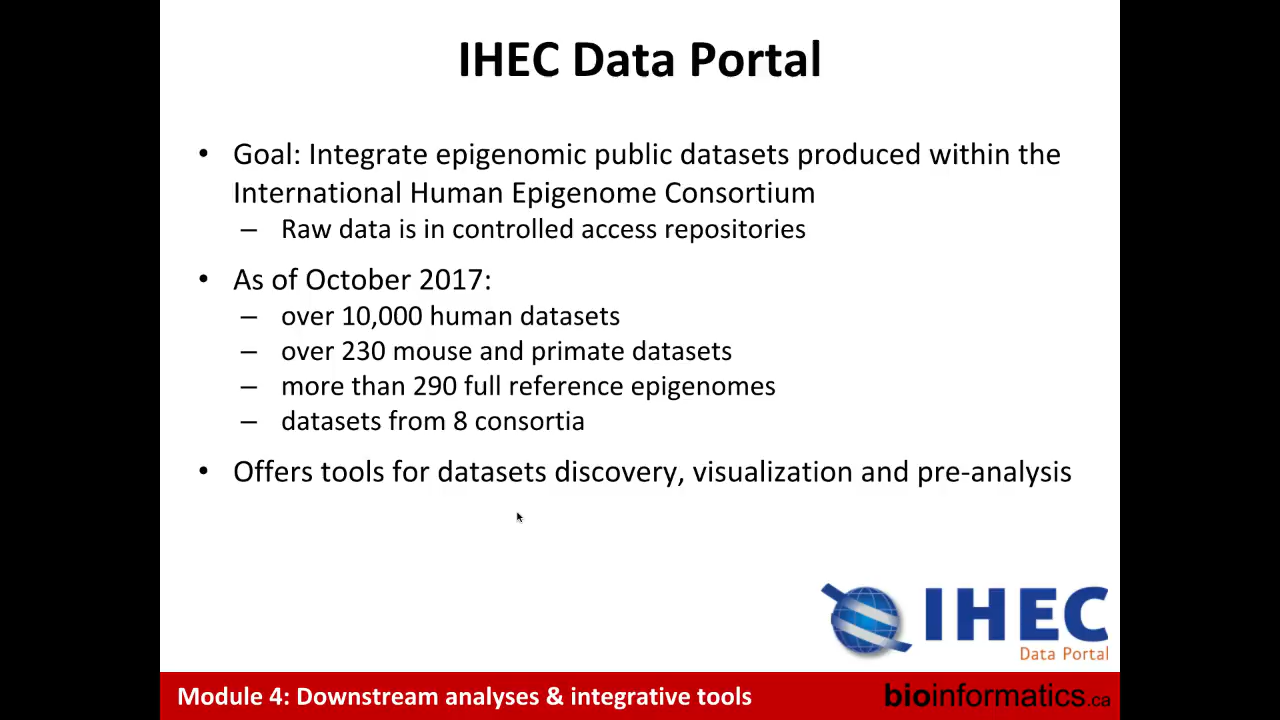 IHEC Data Portal
• Goal: Integrate epigenomic public datasets produced within the
International Human Epigenome Consortium
– Raw data is in controlled access repositories
• As of October 2017:
– over 10,000 human datasets
– over 230 mouse and primate datasets
– more than 290 full reference epigenomes
– datasets from 8 consortia
• Offers tools for datasets discovery, visualization and pre-analysis
IHEC
Data Portal
Module 4: Downstream analyses & integrative tools
bioinformatics.ca